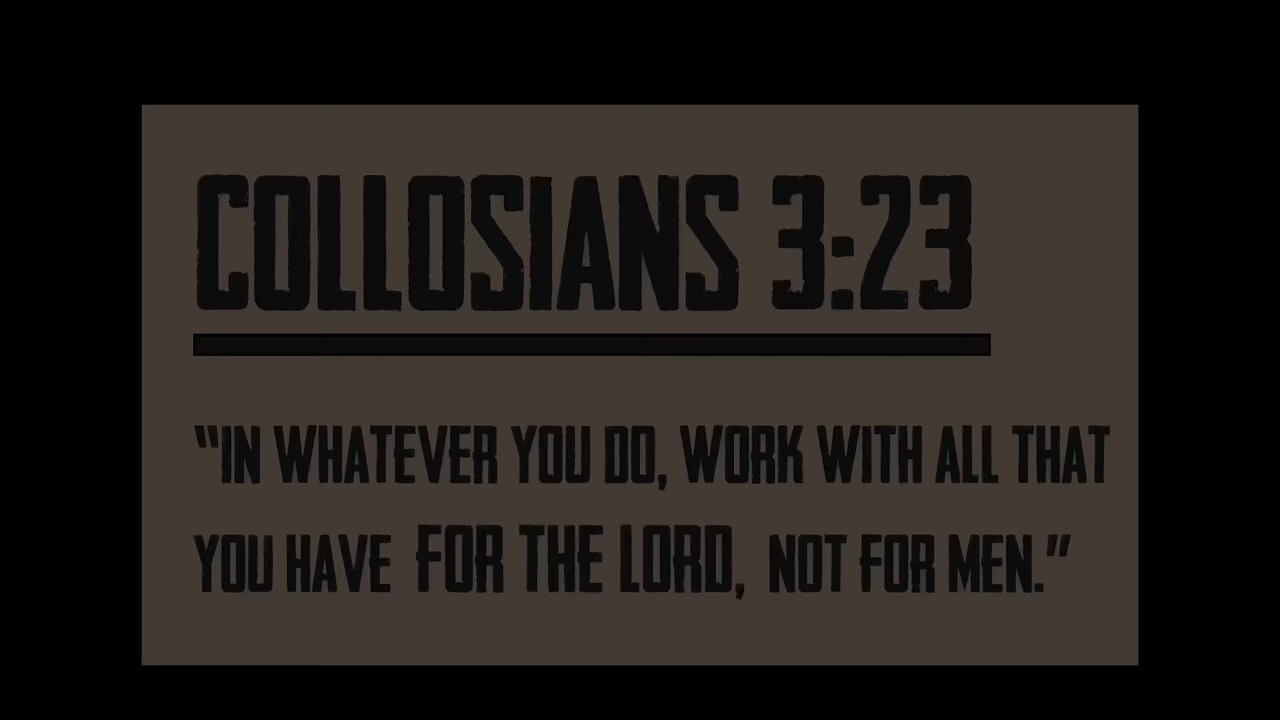 COLLOSIANS 3:23
"IN WHATEVER YOU DO, WORK WITH ALL THAT
YOU HAVE FOR THE LORD, NOT FOR MEN."